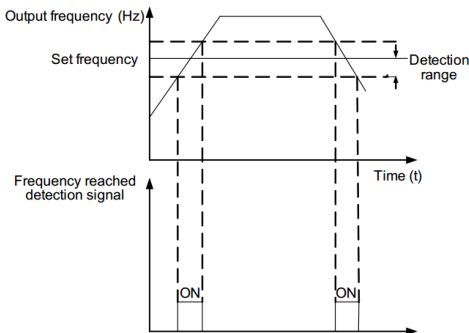 Output frequency (Hz)
Set frequency
Detection
range
Time (t)
Frequency reached
detection signal
ON
ON